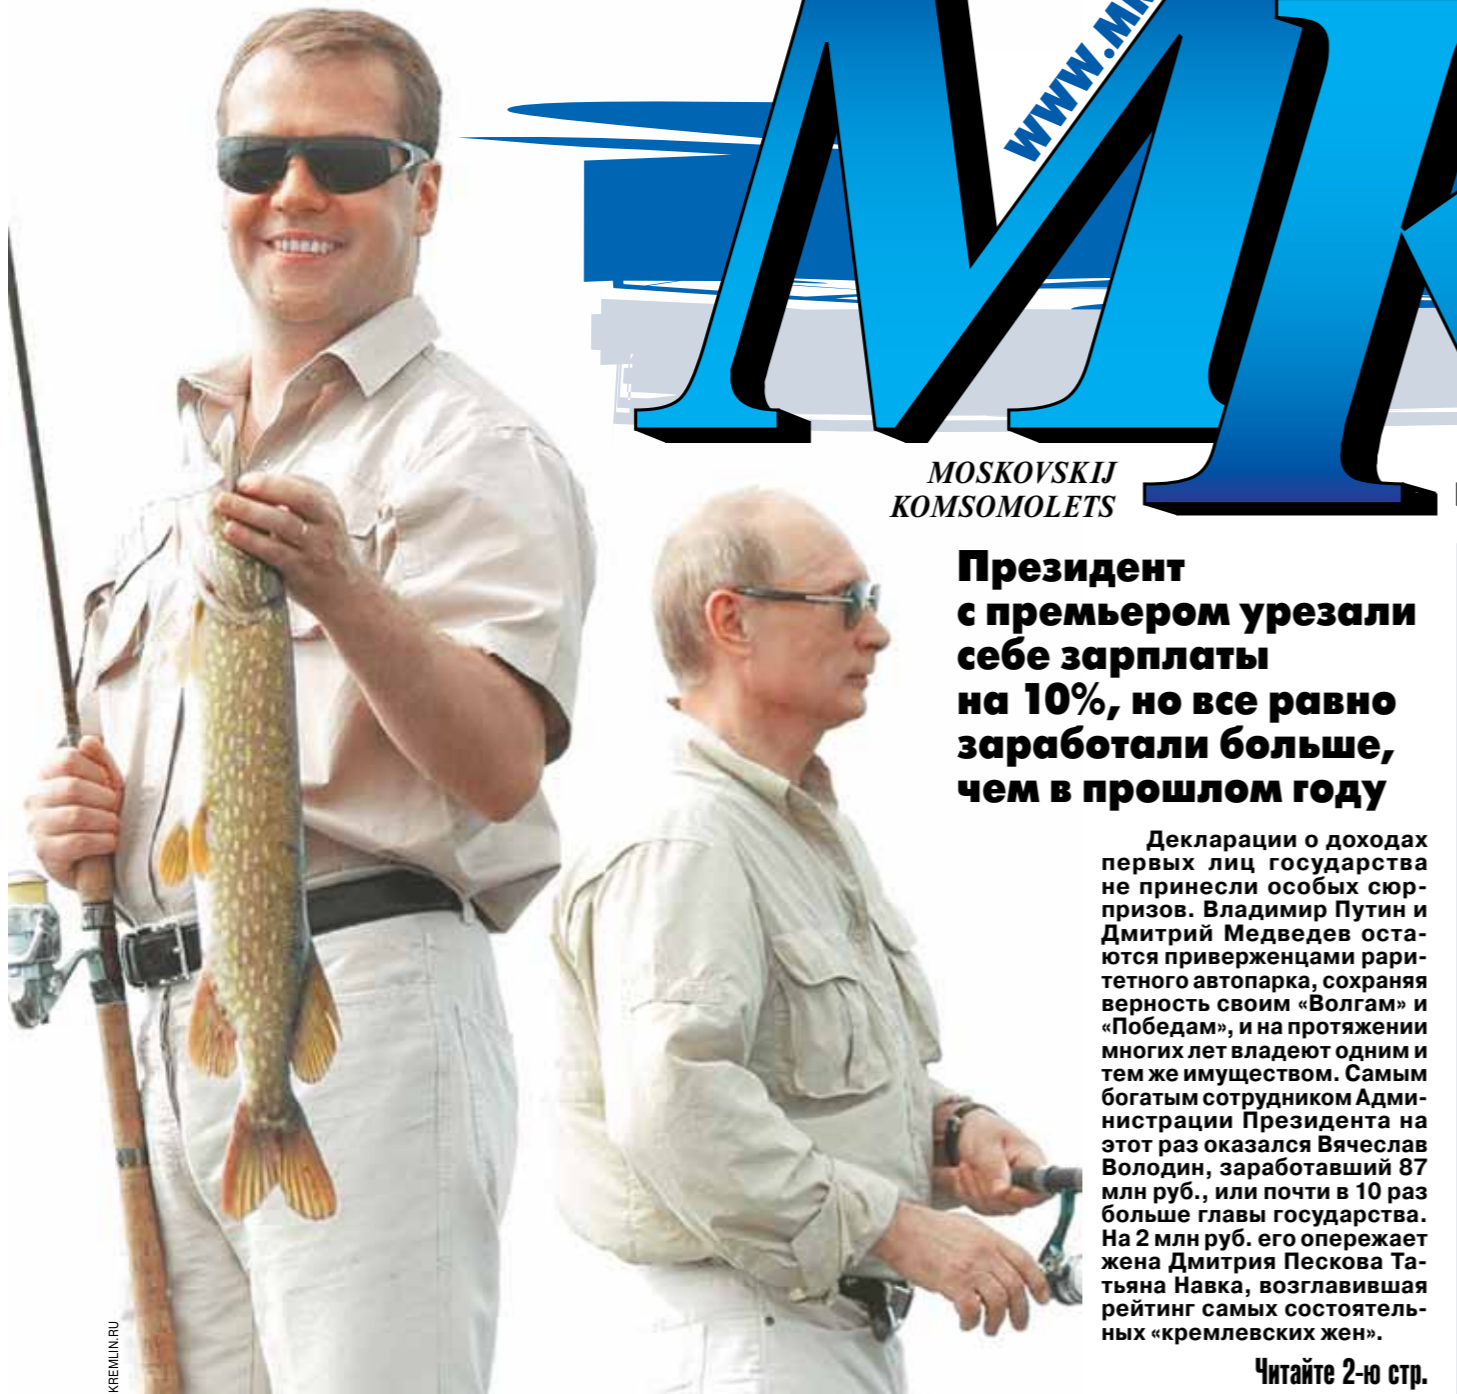 WWW.
МК
MOSKOVSKIJ
KOMSOMOLETS
Президент
с премьером урезали
себе зарплаты
на 10%, но все равно
заработали больше,
чем в прошлом году
Декларации о доходах
первых лиц государства
не принесли особых сюр-
призов. Владимир Путин и
Дмитрий Медведев оста-
ются приверженцами рари-
тетного автопарка, сохраняя
верность своим «Волгам» и
«Победам», и на протяжении
многих лет владеют одним и
тем же имуществом. Самым
богатым сотрудником Адми-
нистрации Президента на
этот раз оказался Вячеслав
Володин, заработавший 87
млн руб., или почти в 10 раз
больше главы государства.
На 2 млн руб. его опережает
жена Дмитрия Пескова Та-
тьяна Навка, возглавившая
рейтинг самых состоятель-
ных «кремлевских жен».
Читайте 2-ю стр.
KREMLIN.RU